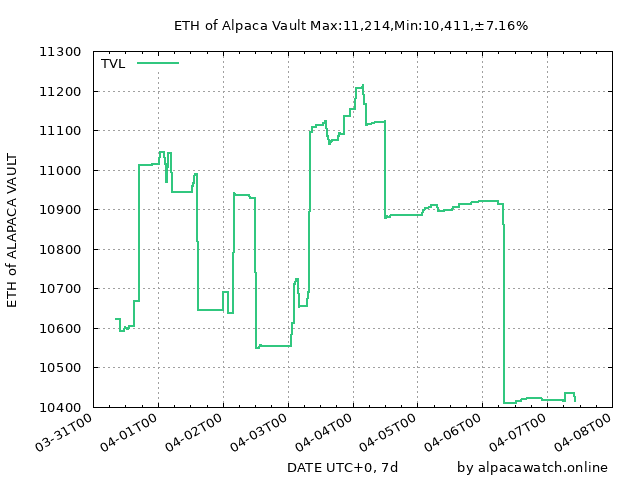 ETH of Alpaca Vault Max:11,214,Min:10,411,±7.16%
TVL
11300
11200
11100
11000
10900
10800
10700
10600
10500
10400
ETH of ALAPACA VAULT
03-31T00
04-01T00
04-02T00
04-03T00
04-04T00
04-05T00
04-06T00
04-07T00
04-08T00
DATE UTC+0, 7d
by alpacawatch.online